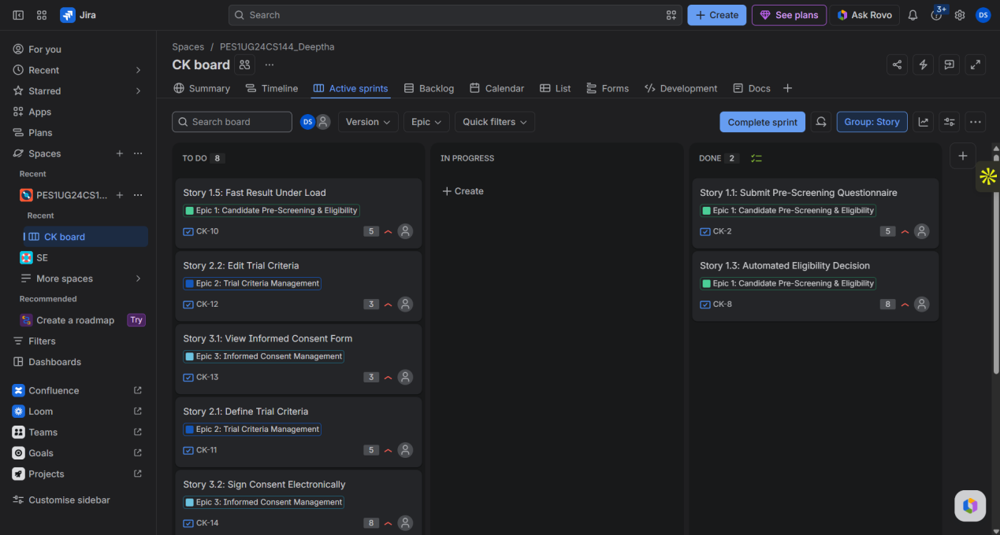 Jira
Search
Create
See plans
Ask Rovo
3+
DS
For you
Recent
Starred
Apps
Plans
Spaces
Recent
PES1UG24CS1...
Recent
CK board
SE
More spaces
Recommended
Create a roadmap
Try
Filters
Dashboards
Confluence
Loom
Teams
Goals
Projects
Customise sidebar
Spaces / PES1UG24CS144_Deeptha
CK board
Summary
Timeline
Active sprints
Backlog
Calendar
List
Forms
Development
Docs
Search board
DS
Version
Epic
Quick filters
Complete sprint
Group: Story
TO DO 8
Story 1.5: Fast Result Under Load
Epic 1: Candidate Pre-Screening & Eligibility
CK-10 5
Story 2.2: Edit Trial Criteria
Epic 2: Trial Criteria Management
CK-12 3
Story 3.1: View Informed Consent Form
Epic 3: Informed Consent Management
CK-13 3
Story 2.1: Define Trial Criteria
Epic 2: Trial Criteria Management
CK-11 5
Story 3.2: Sign Consent Electronically
Epic 3: Informed Consent Management
CK-14 8
IN PROGRESS
Create
DONE 2
Story 1.1: Submit Pre-Screening Questionnaire
Epic 1: Candidate Pre-Screening & Eligibility
CK-2 5
Story 1.3: Automated Eligibility Decision
Epic 1: Candidate Pre-Screening & Eligibility
CK-8 8